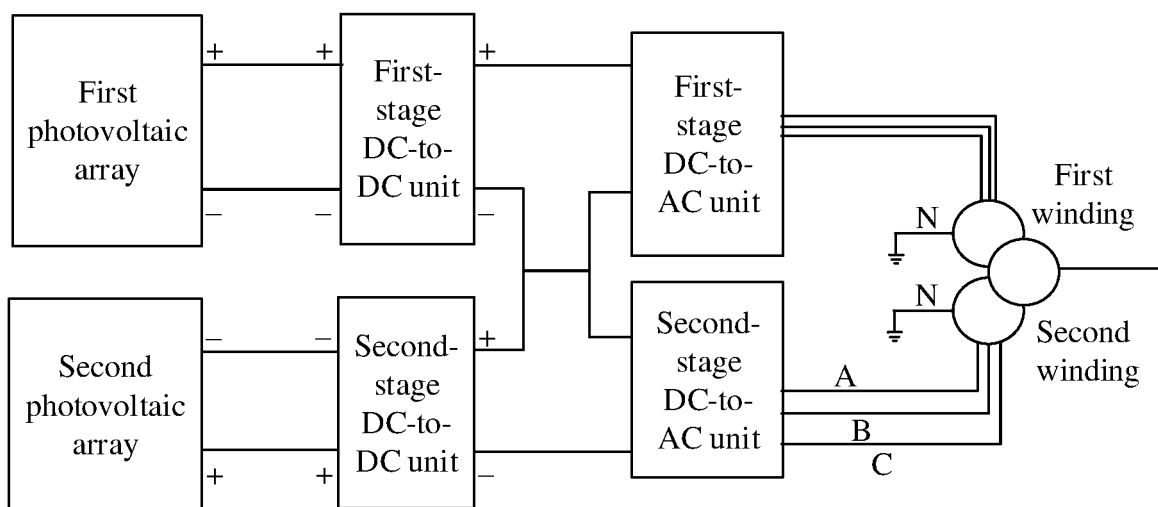 First
photovoltaic
array
+
−
+
−
First-
stage
DC-to-
DC unit
+
−
First-
stage
DC-to-
AC unit
First
winding
N
N
Second
winding
Second
photovoltaic
array
−
+
−
+
Second-
stage
DC-to-
DC unit
+
−
Second-
stage
DC-to-
AC unit
A
B
C